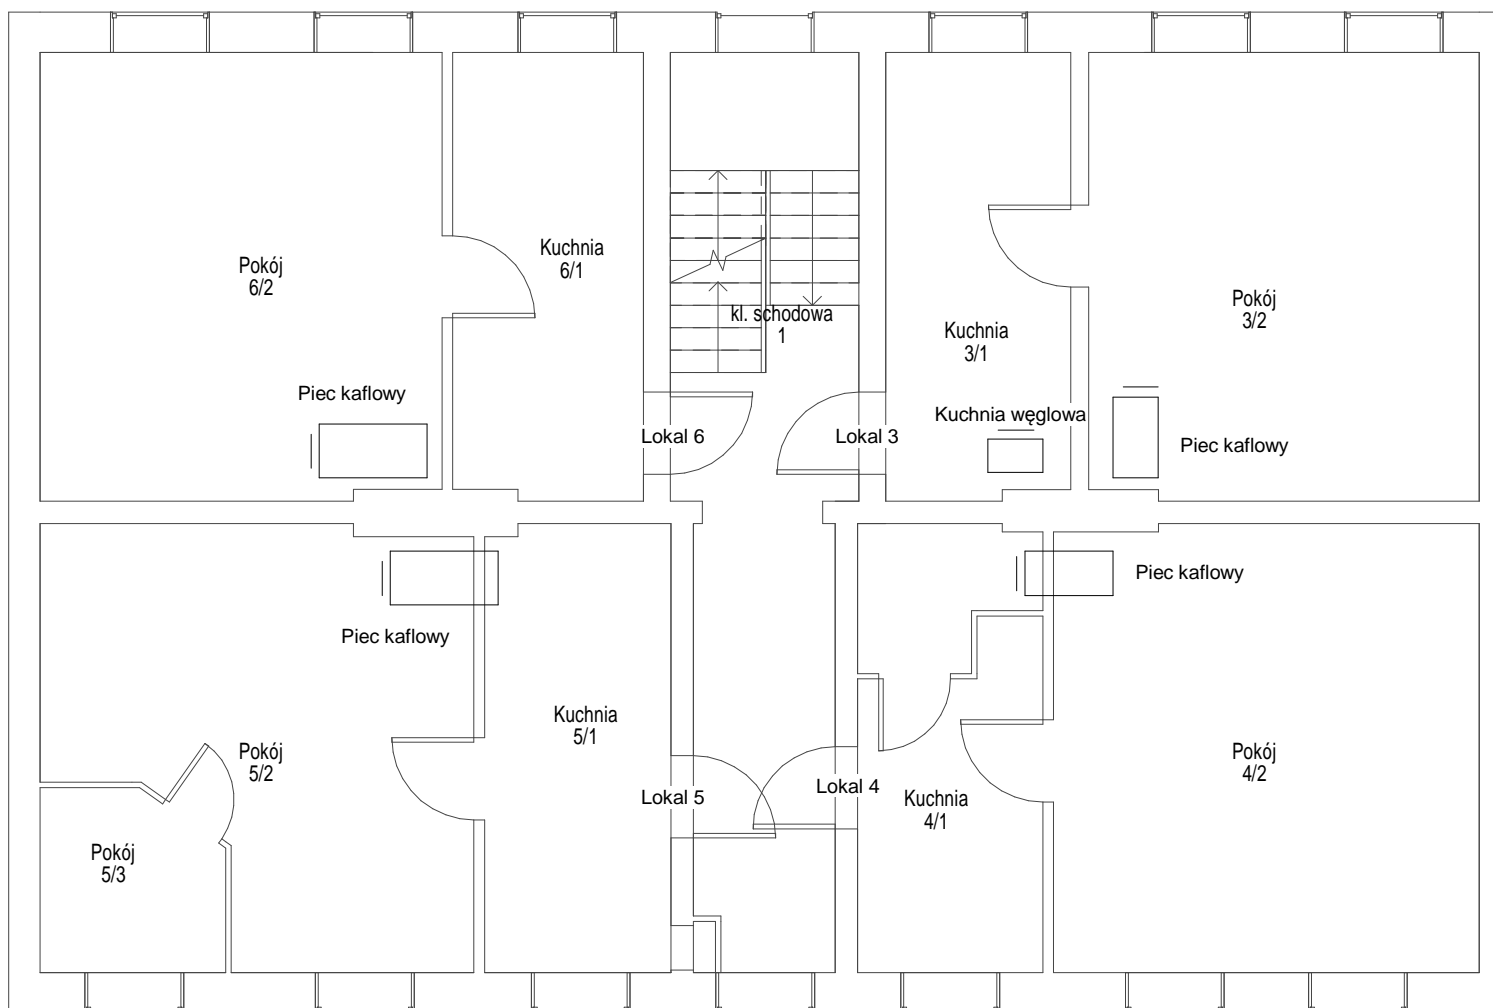 Pokój
6/2
Kuchnia
6/1
kl. schodowa
1
Kuchnia
3/1
Pokój
3/2
Piec kaflowy
Lokal 6
Lokal 3
Kuchnia węglowa
Piec kaflowy
Piec kaflowy
Piec kaflowy
Pokój
5/2
Kuchnia
5/1
Lokal 5
Lokal 4
Kuchnia
4/1
Pokój
4/2
Pokój
5/3